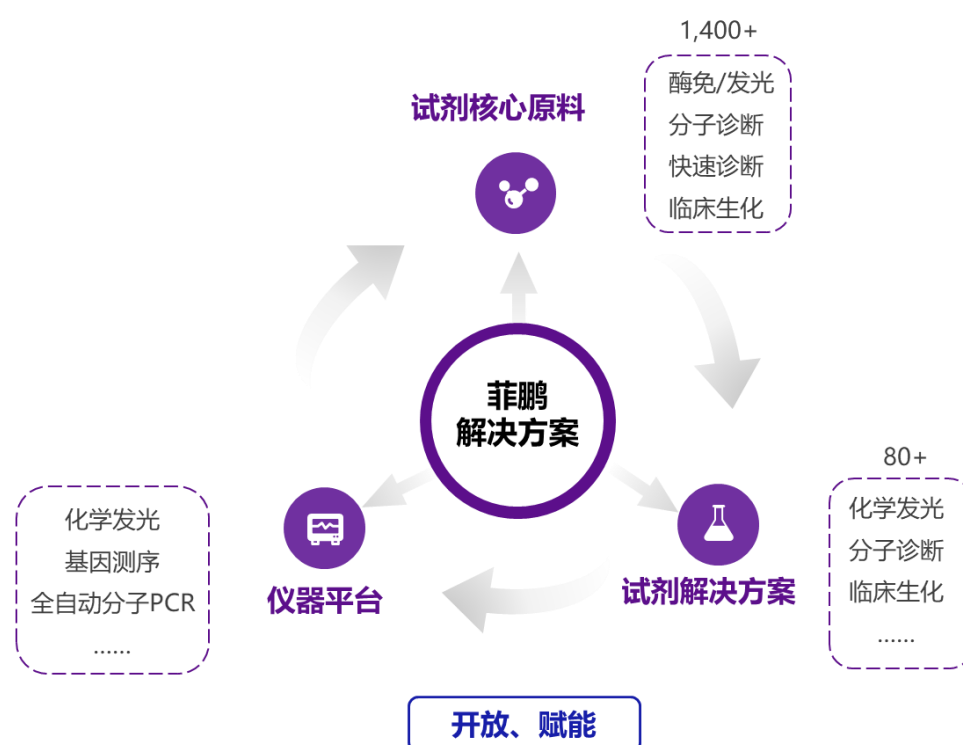 1,400+
酶免/发光
分子诊断
快速诊断
临床生化
试剂核心原料
菲鹏
解决方案
80+
化学发光
分子诊断
临床生化
......
试剂解决方案
化学发光
基因测序
全自动分子PCR
......
仪器平台
开放、赋能